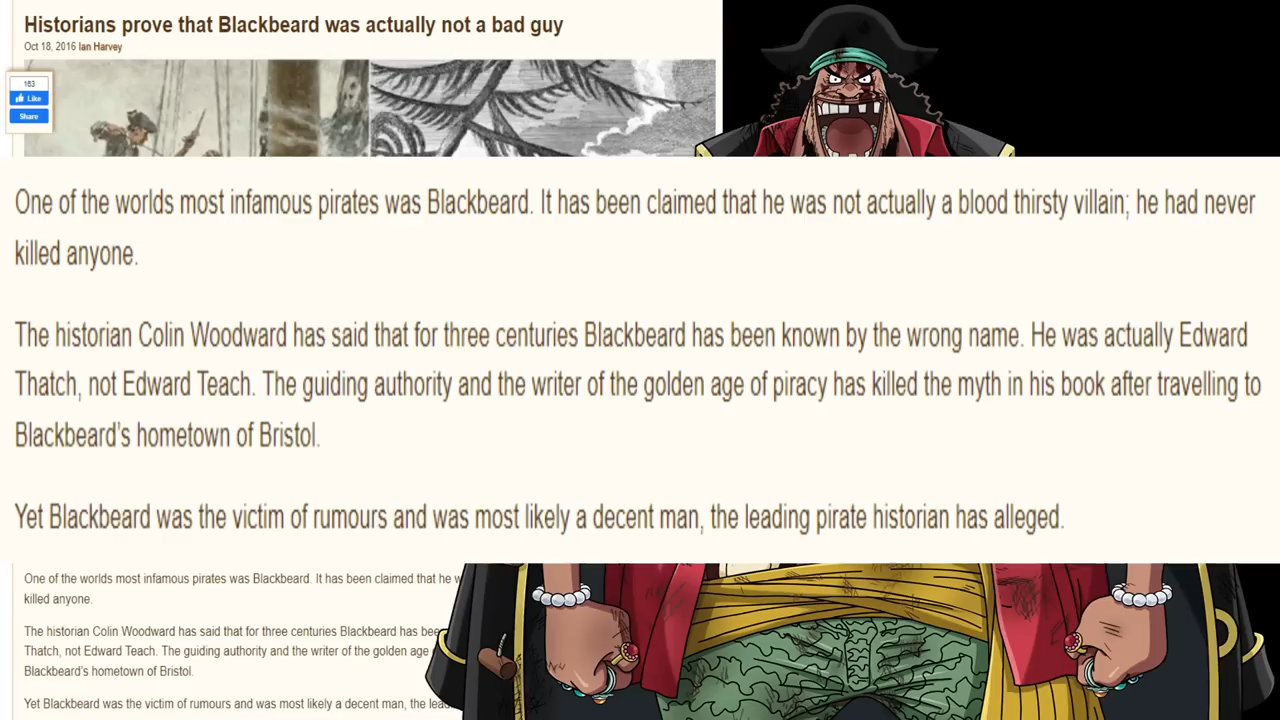 Historians prove that Blackbeard was actually not a bad guy
Oct 18, 2016 Ian Harvey
163
Like
Share
One of the worlds most infamous pirates was Blackbeard. It has been claimed that he was not actually a blood thirsty villain; he had never
killed anyone.
The historian Colin Woodward has said that for three centuries Blackbeard has been known by the wrong name. He was actually Edward
Thatch, not Edward Teach. The guiding authority and the writer of the golden age of piracy has killed the myth in his book after travelling to
Blackbeard's hometown of Bristol.
Yet Blackbeard was the victim of rumours and was most likely a decent man, the leading pirate historian has alleged.
One of the worlds most infamous pirates was Blackbeard. It has been claimed that he w
killed anyone.
The historian Colin Woodward has said that for three centuries Blackbeard has bee
Thatch, not Edward Teach. The guiding authority and the writer of the golden age
Blackbeard's hometown of Bristol.
Yet Blackbeard was the victim of rumours and was most likely a decent man, the lea